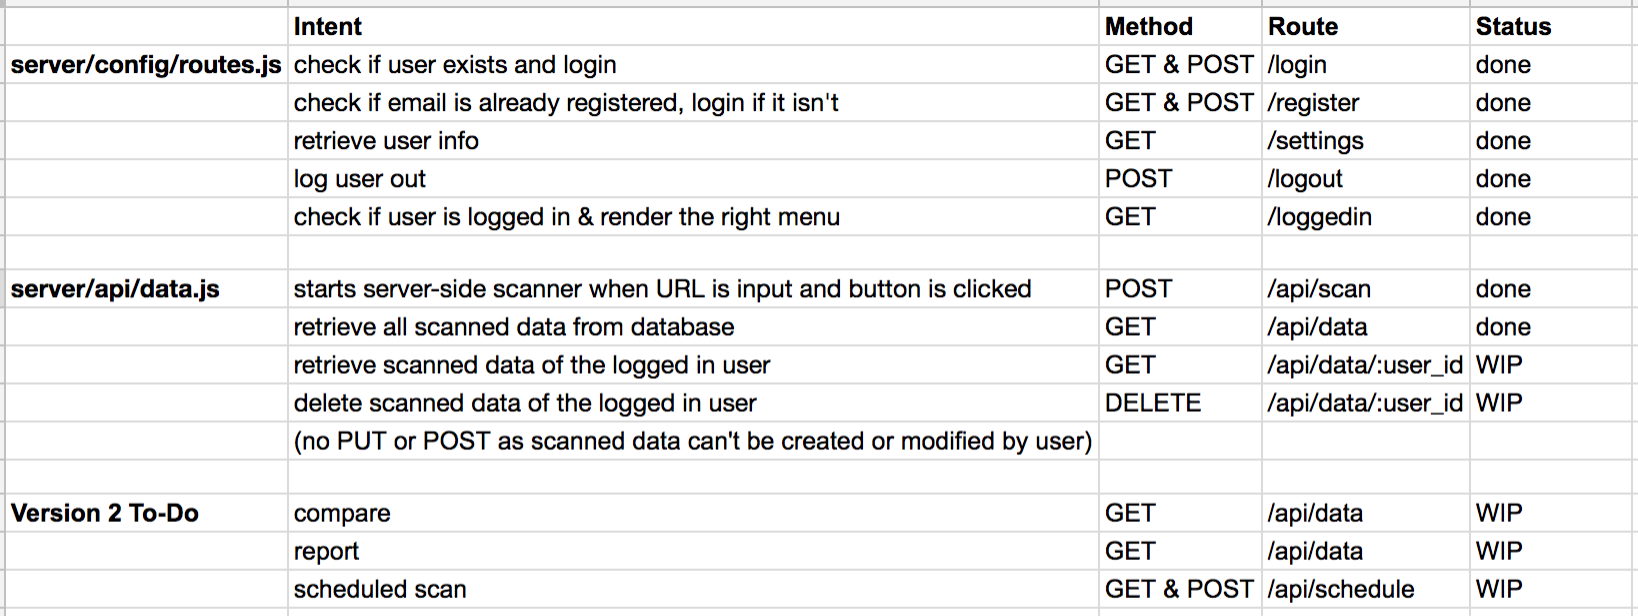 Intent Method Route Status
server/config/routes.js check if user exists and login GET & POST /login done
check if email is already registered, login if it isn't GET & POST /register done
retrieve user info GET /settings done
log user out POST /logout done
check if user is logged in & render the right menu GET /loggedin done
server/api/data.js starts server-side scanner when URL is input and button is clicked POST /api/scan done
retrieve all scanned data from database GET /api/data done
retrieve scanned data of the logged in user GET /api/data/:user_id WIP
delete scanned data of the logged in user DELETE /api/data/:user_id WIP
(no PUT or POST as scanned data can't be created or modified by user)
Version 2 To-Do compare GET /api/data WIP
report GET /api/data WIP
scheduled scan GET & POST /api/schedule WIP